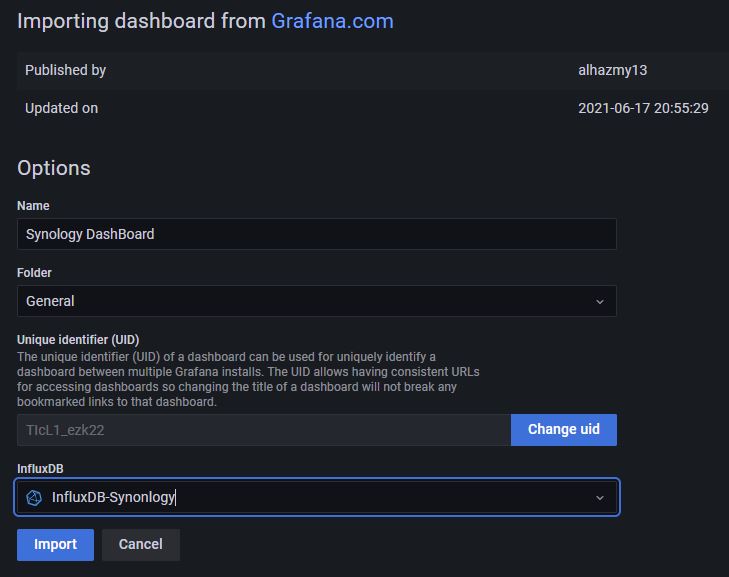 Importing dashboard from Grafana.com
Published by alhazmy13
Updated on 2021-06-17 20:55:29
Options
Name
Synology DashBoard
Folder
General
Unique identifier (UID)
The unique identifier (UID) of a dashboard can be used for uniquely identify a
dashboard between multiple Grafana installs. The UID allows having consistent URLs
for accessing dashboards so changing the title of a dashboard will not break any
bookmarked links to that dashboard.
TIcL1_ezk22 Change uid
InfluxDB
InfluxDB-Synonlogy
Import Cancel